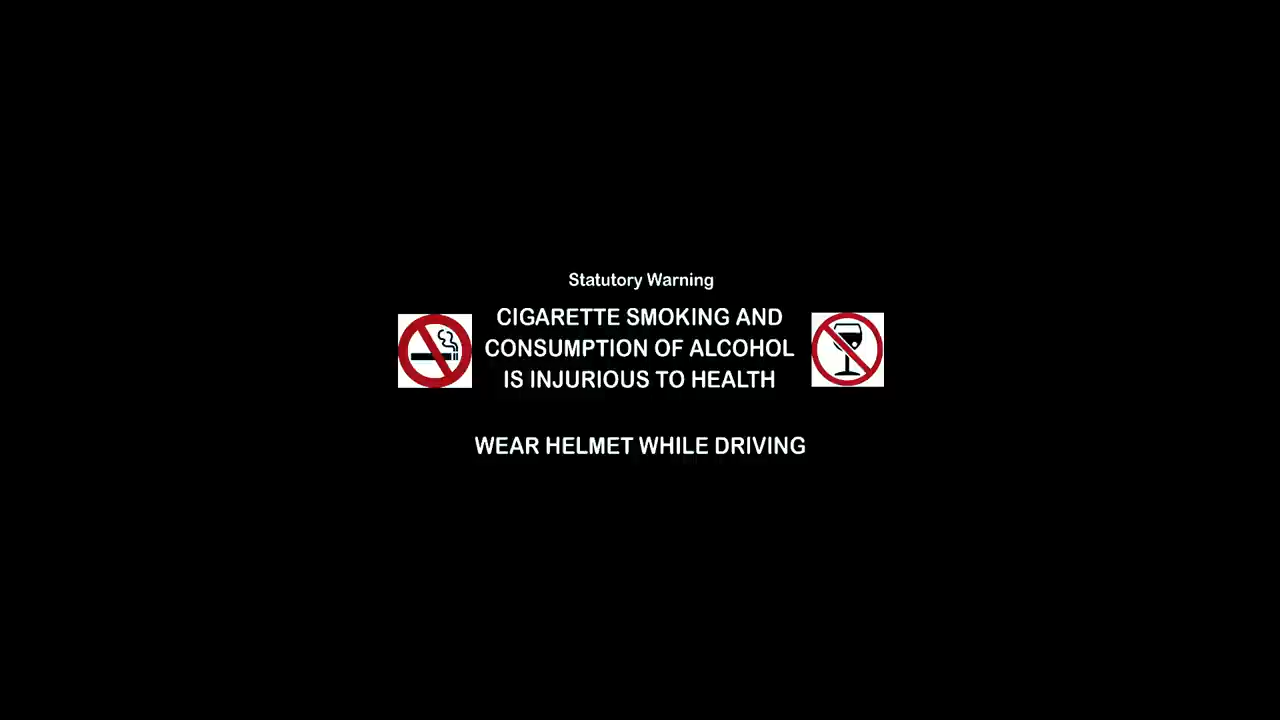 Statutory Warning
CIGARETTE SMOKING AND
CONSUMPTION OF ALCOHOL
IS INJURIOUS TO HEALTH
WEAR HELMET WHILE DRIVING